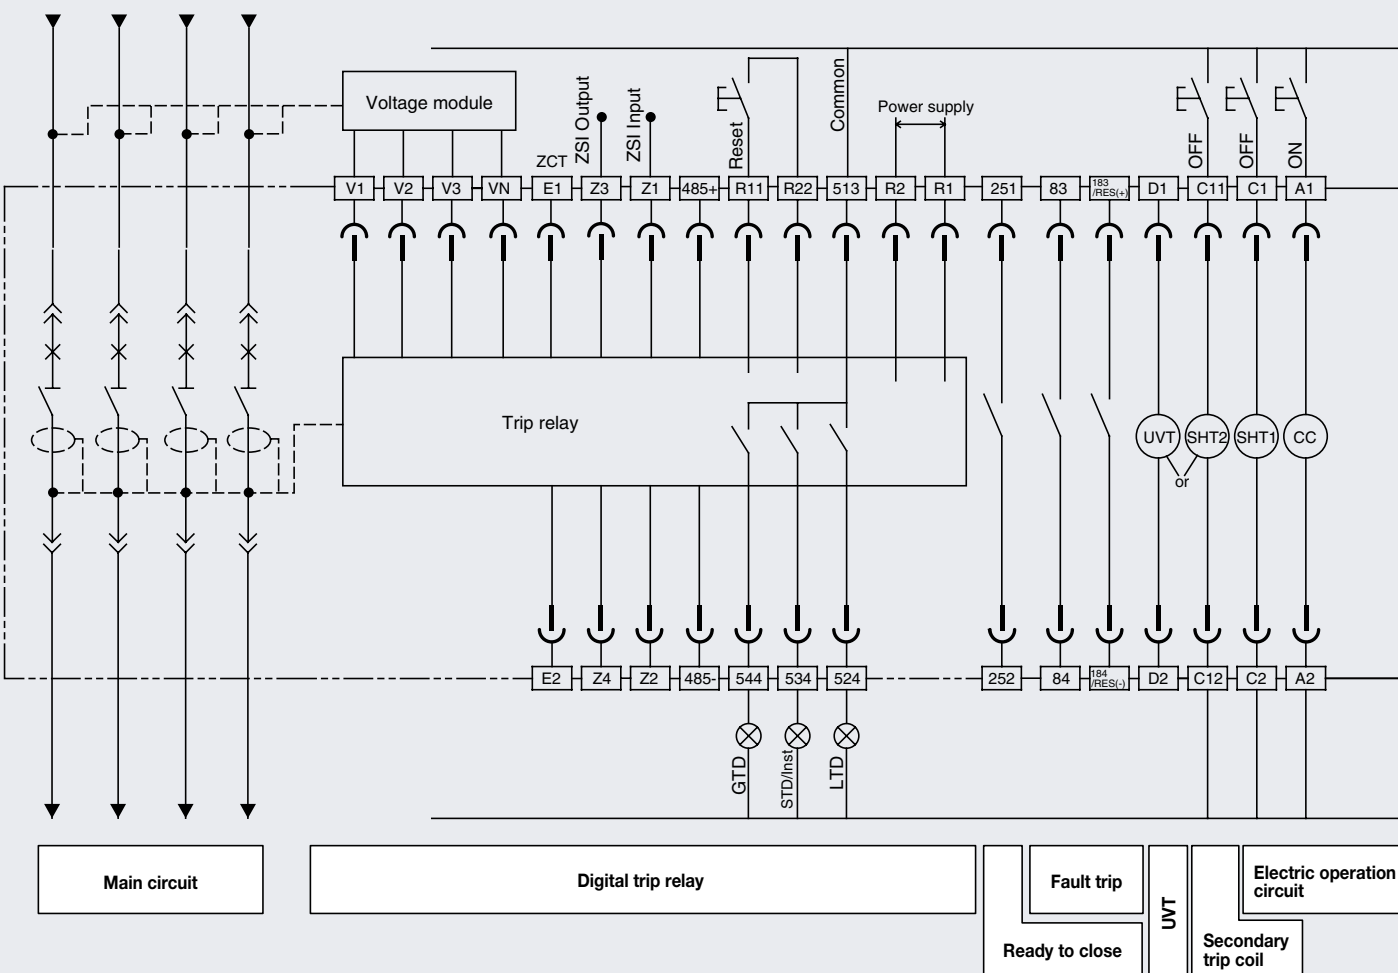 Voltage module
ZCT
ZSI Output
ZSI Input
Reset
Common
Power supply
OFF
OFF
ON
V1
V2
V3
VN
E1
Z3
Z1
485+
R11
R22
513
R2
R1
251
83
183
/RES(+)
D1
C11
C1
A1
Trip relay
UVT
SHT2
SHT1
CC
or
E2
Z4
Z2
485-
544
534
524
252
84
184
/RES(-)
D2
C12
C2
A2
GTD
STD/Inst
LTD
Main circuit
Digital trip relay
Fault trip
Ready to close
UVT
Secondary
trip coil
Electric operation
circuit